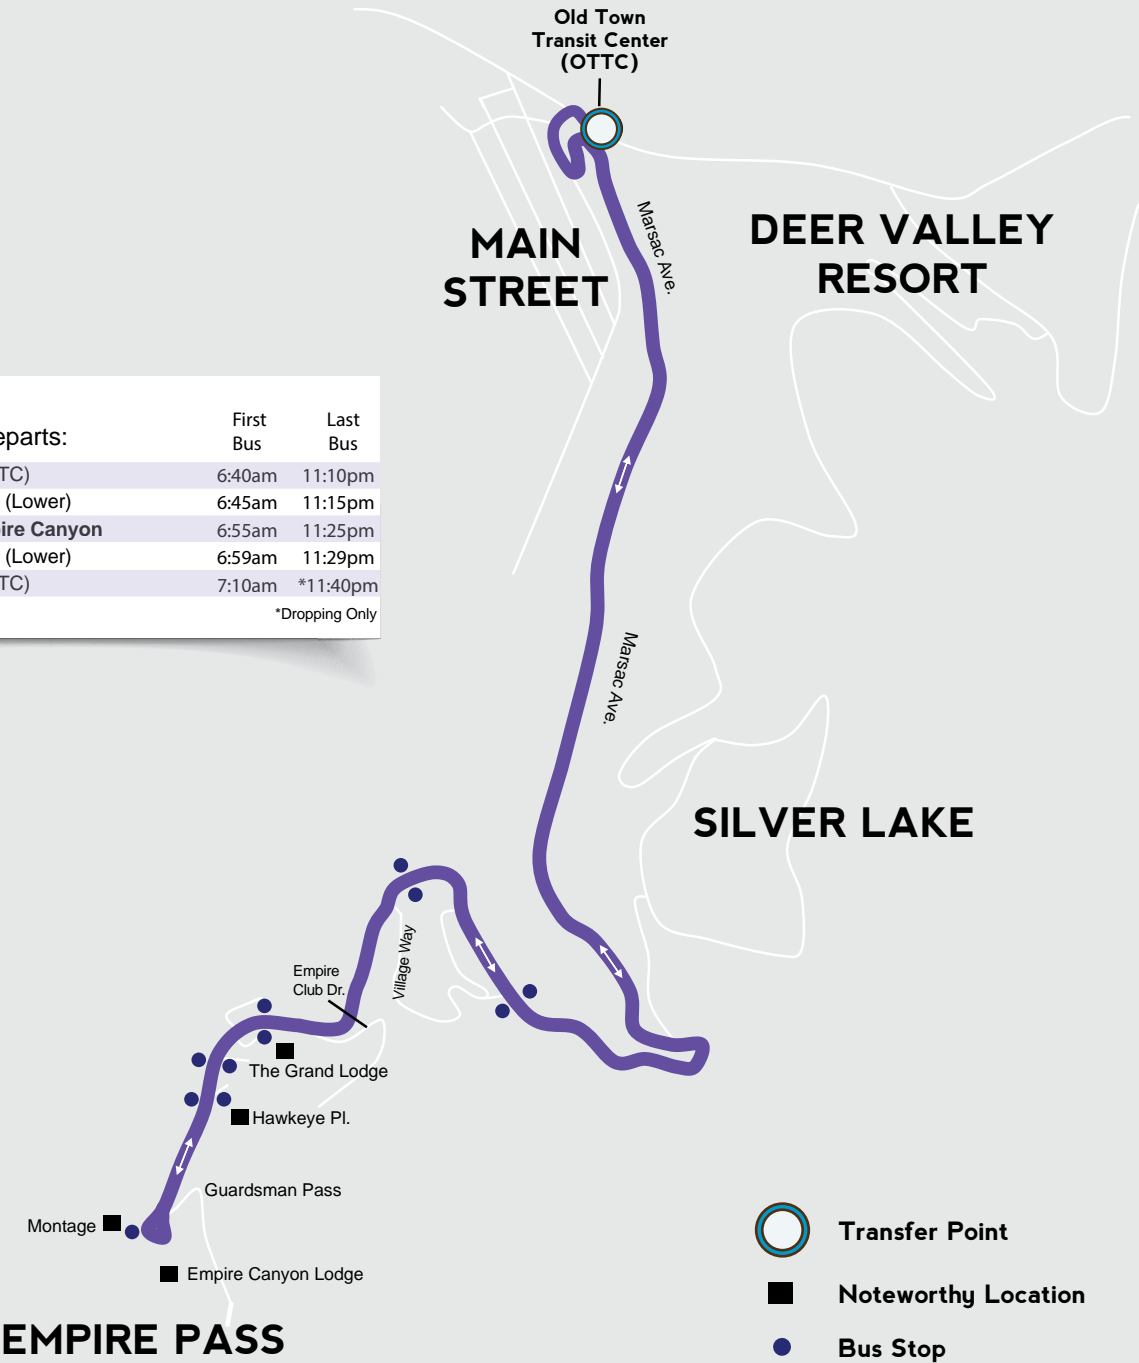 Old Town
Transit Center
(OTTC)
Marsac Ave.
MAIN
STREET
DEER VALLEY
RESORT
eparts:
First
Bus
Last
Bus
TC) 6:40am 11:10pm
(Lower) 6:45am 11:15pm
ire Canyon 6:55am 11:25pm
(Lower) 6:59am 11:29pm
TC) 7:10am *11:40pm
*Dropping Only
Marsac Ave.
SILVER LAKE
Village Way
Empire
Club Dr.
The Grand Lodge
Hawkeye Pl.
Guardsman Pass
Montage
Empire Canyon Lodge
EMPIRE PASS
Transfer Point
Noteworthy Location
Bus Stop